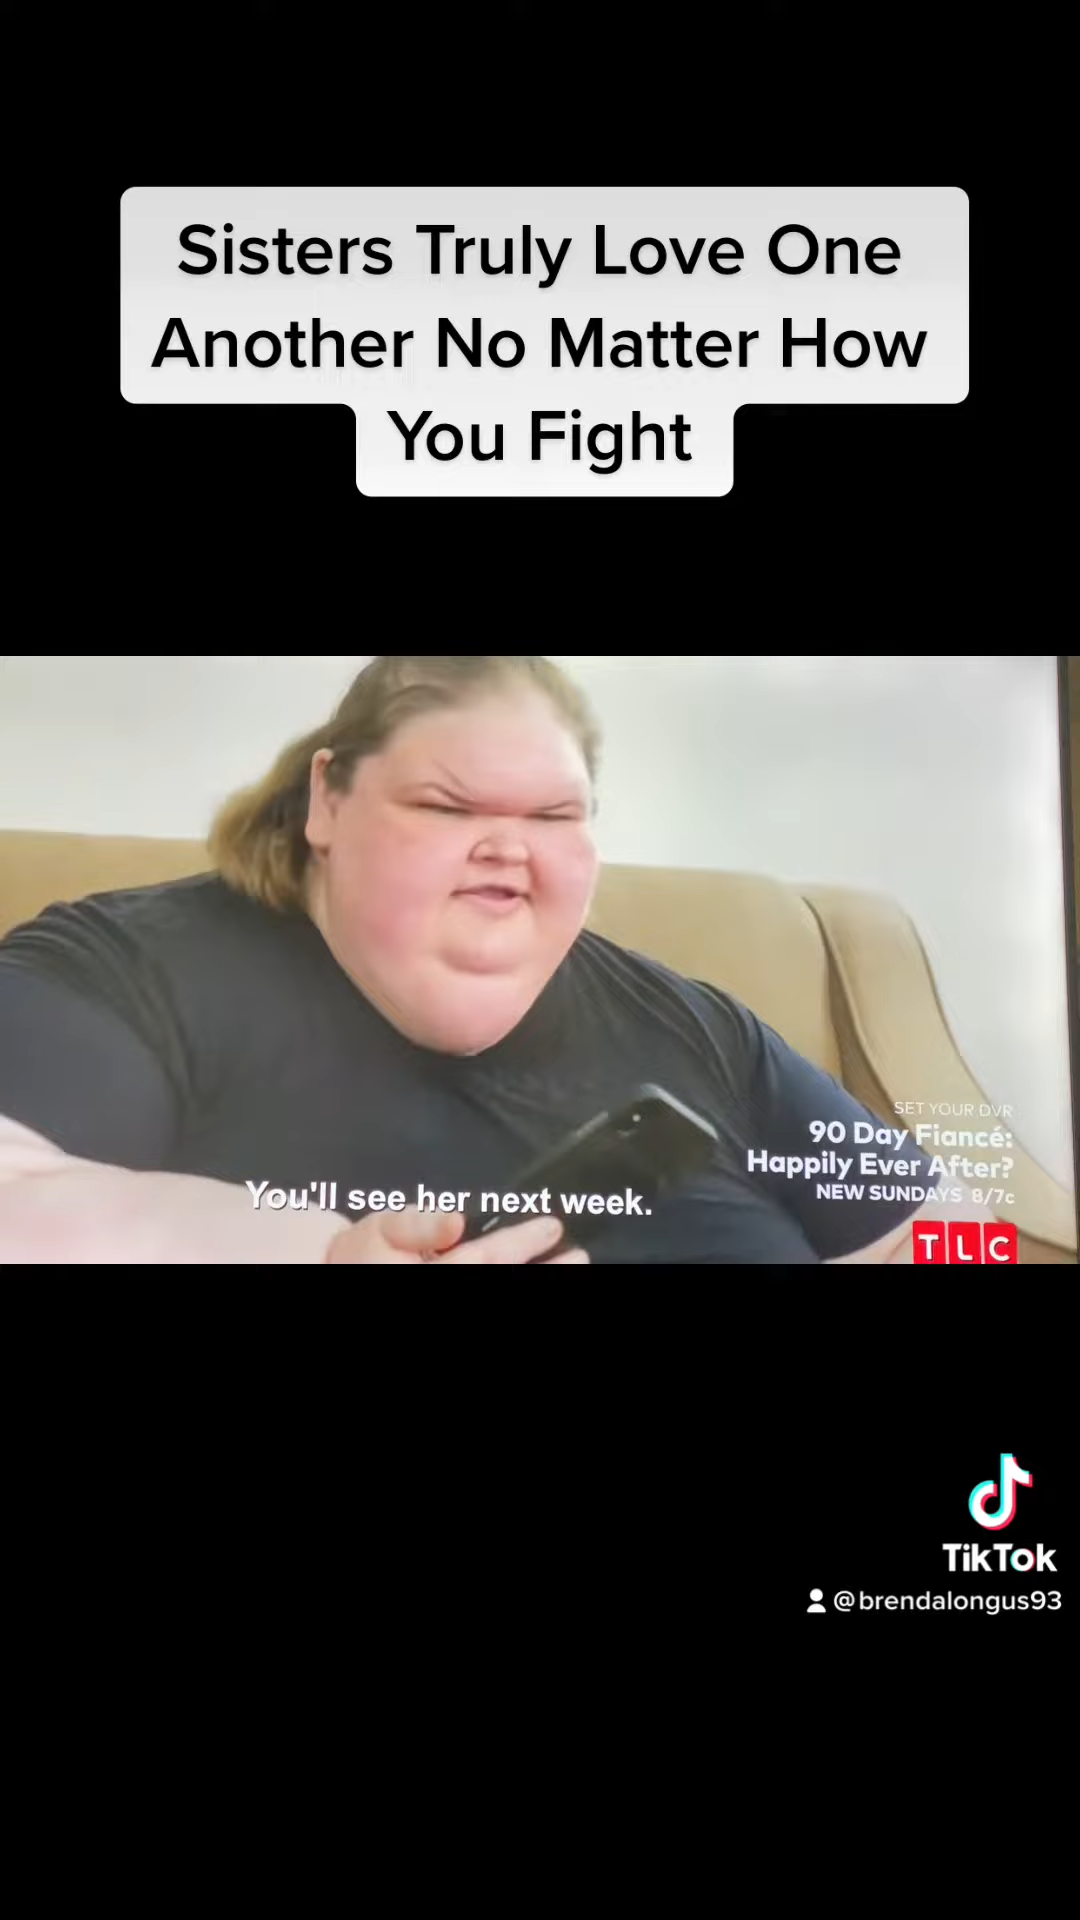 Sisters Truly Love One
Another No Matter How
You Fight
SET YOUR DVR
90 Day Fiancé:
Happily Ever After?
NEW SUNDAYS 8/7c
You'll see her next week.
TLC
TikTok
@brendalongus93